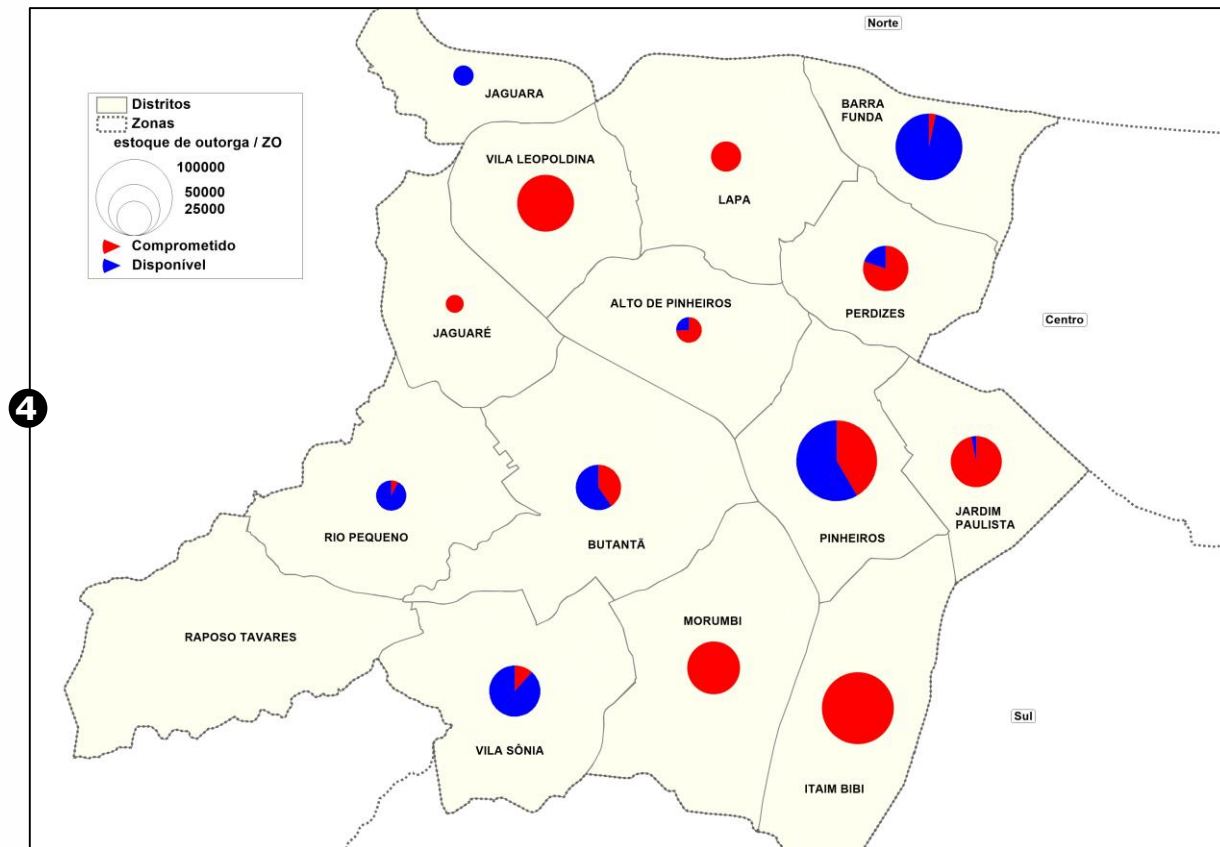 Norte
JAGUARA
BARRA
FUNDA
Distritos
Zonas
estoque de outorga / ZO
100000
50000
25000
Comprometido
Disponível
VILA LEOPOLDINA
LAPA
ALTO DE PINHEIROS
PERDIZES
Centro
JAGUARÉ
4
RIO PEQUENO
BUTANTÃ
PINHEIROS
JARDIM
PAULISTA
RAPOSO TAVARES
MORUMBI
Sul
VILA SÔNIA
ITAIM BIBI